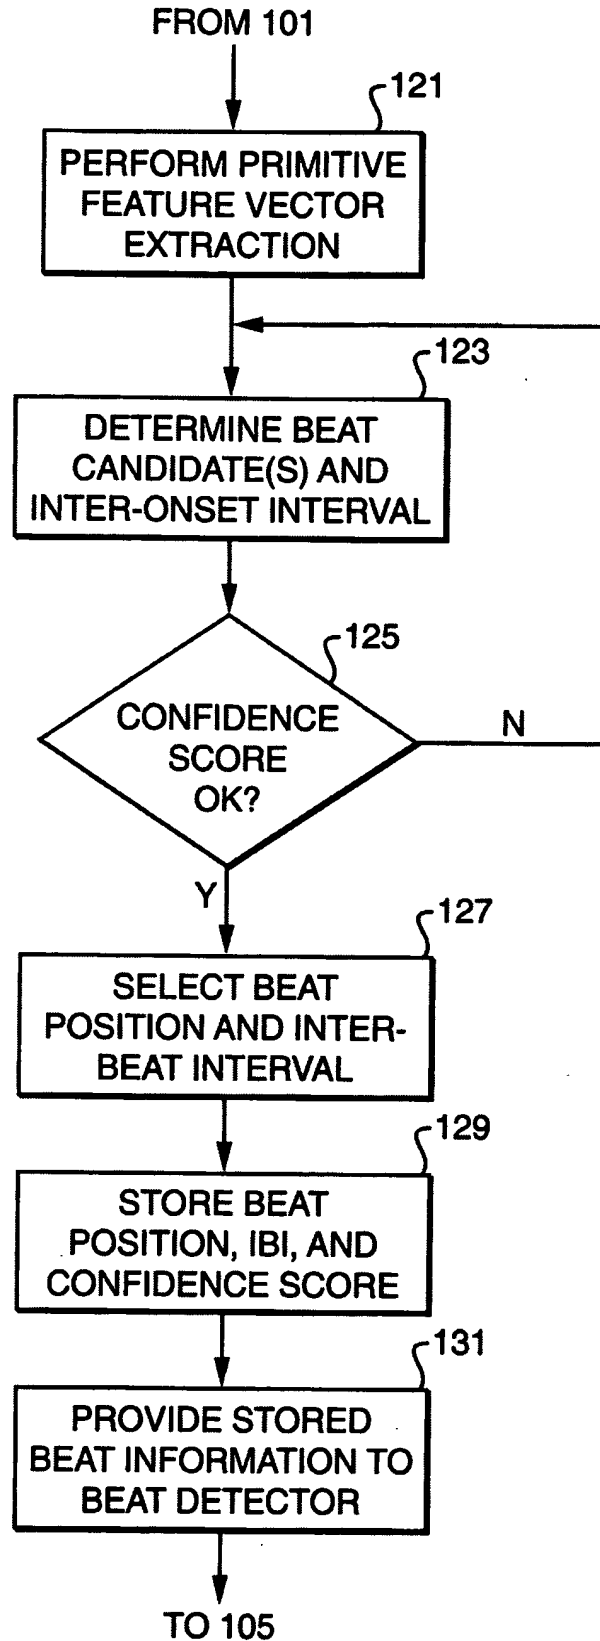 FROM 101
121
PERFORM PRIMITIVE
FEATURE VECTOR
EXTRACTION
123
DETERMINE BEAT
CANDIDATE(S) AND
INTER-ONSET INTERVAL
125
CONFIDENCE
SCORE
OK?
N
Y
127
SELECT BEAT
POSITION AND INTER-
BEAT INTERVAL
129
STORE BEAT
POSITION, IBI, AND
CONFIDENCE SCORE
131
PROVIDE STORED
BEAT INFORMATION TO
BEAT DETECTOR
TO 105